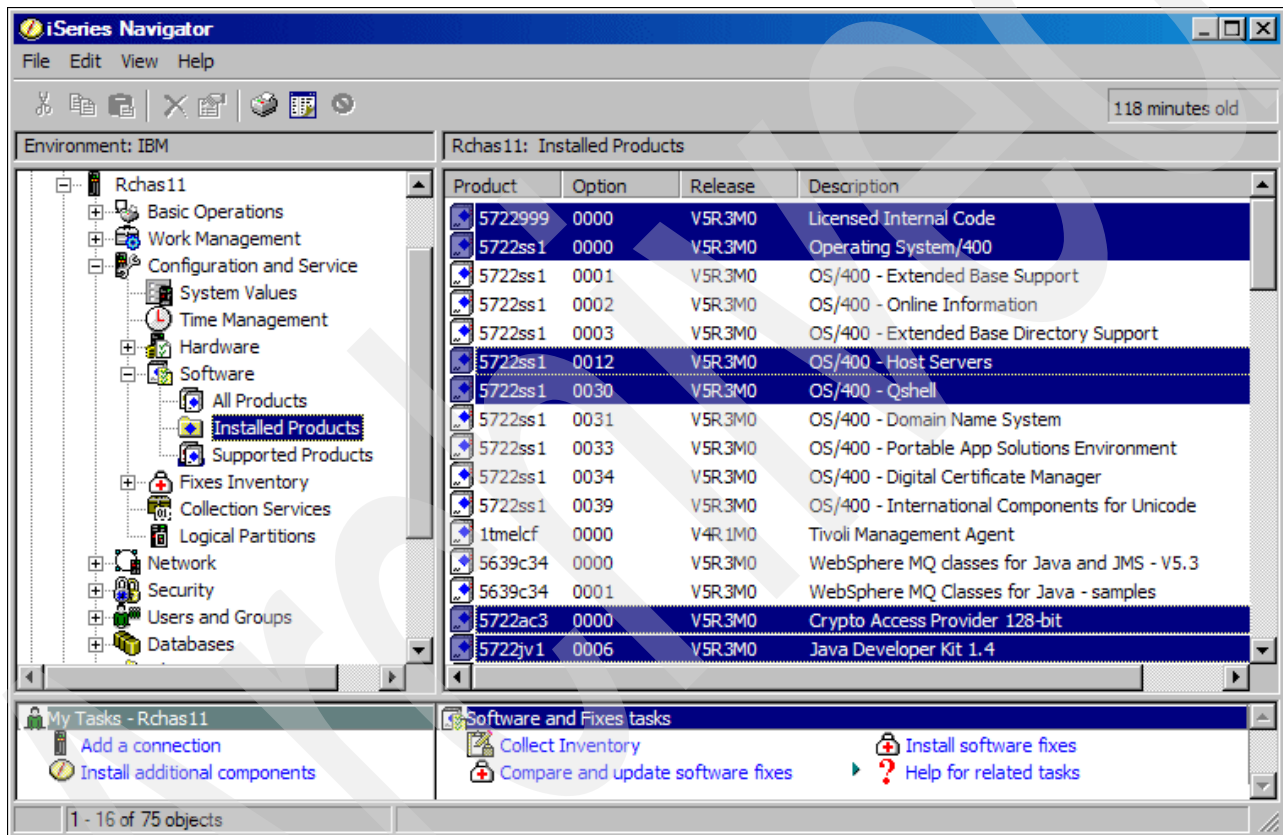 iSeries Navigator
File Edit View Help
118 minutes old
Environment: IBM
Rchas11: Installed Products
Rchas11
Basic Operations
Work Management
Configuration and Service
System Values
Time Management
Hardware
Software
All Products
Installed Products
Supported Products
Fixes Inventory
Collection Services
Logical Partitions
Network
Security
Users and Groups
Databases
Product Option Release Description
5722999 0000 V5R3M0 Licensed Internal Code
5722ss1 0000 V5R3M0 Operating System/400
5722ss1 0001 V5R3M0 OS/400 - Extended Base Support
5722ss1 0002 V5R3M0 OS/400 - Online Information
5722ss1 0003 V5R3M0 OS/400 - Extended Base Directory Support
5722ss1 0012 V5R3M0 OS/400 - Host Servers
5722ss1 0030 V5R3M0 OS/400 - Qshell
5722ss1 0031 V5R3M0 OS/400 - Domain Name System
5722ss1 0033 V5R3M0 OS/400 - Portable App Solutions Environment
5722ss1 0034 V5R3M0 OS/400 - Digital Certificate Manager
5722ss1 0039 V5R3M0 OS/400 - International Components for Unicode
1tmelcf 0000 V4R1M0 Tivoli Management Agent
5639c34 0000 V5R3M0 WebSphere MQ classes for Java and JMS - V5.3
5639c34 0001 V5R3M0 WebSphere MQ Classes for Java - samples
5722ac3 0000 V5R3M0 Crypto Access Provider 128-bit
5722jv1 0006 V5R3M0 Java Developer Kit 1.4
My Tasks - Rchas11
Add a connection
Install additional components
Software and Fixes tasks
Collect Inventory
Compare and update software fixes
Install software fixes
Help for related tasks
1 - 16 of 75 objects